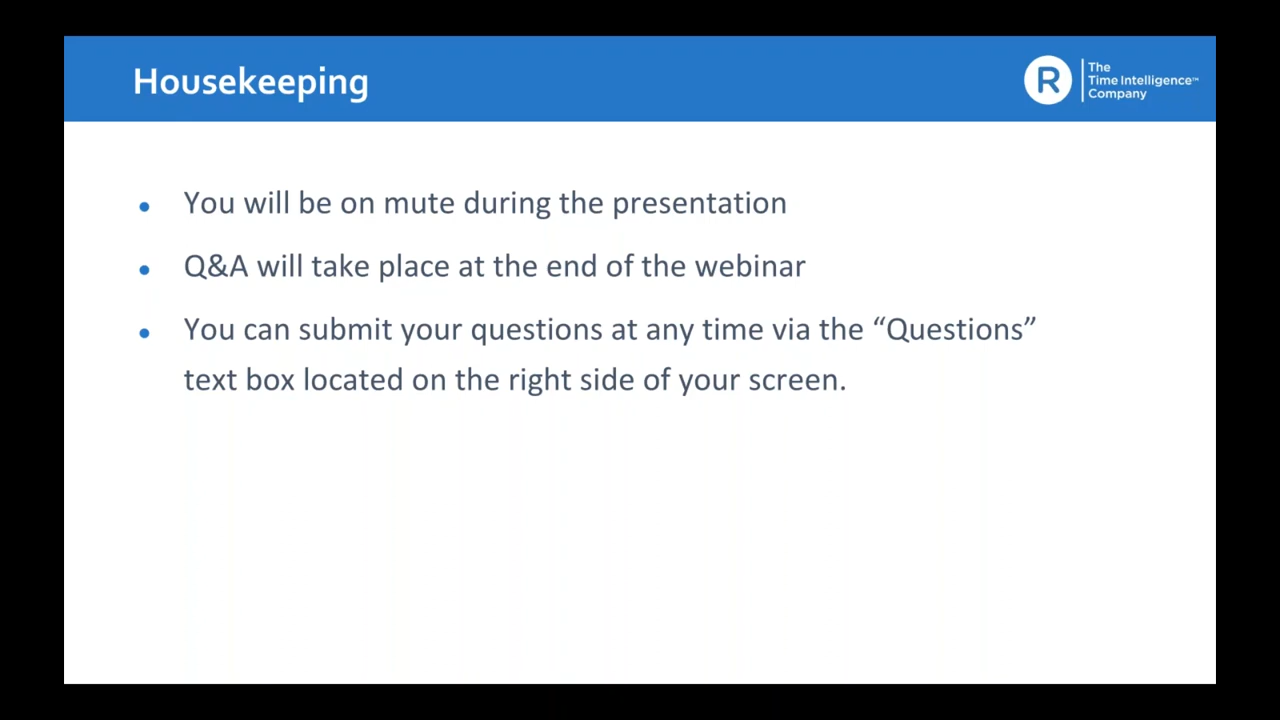 Housekeeping
R
The
Time Intelligence™
Company
• You will be on mute during the presentation
• Q&A will take place at the end of the webinar
• You can submit your questions at any time via the “Questions”
text box located on the right side of your screen.